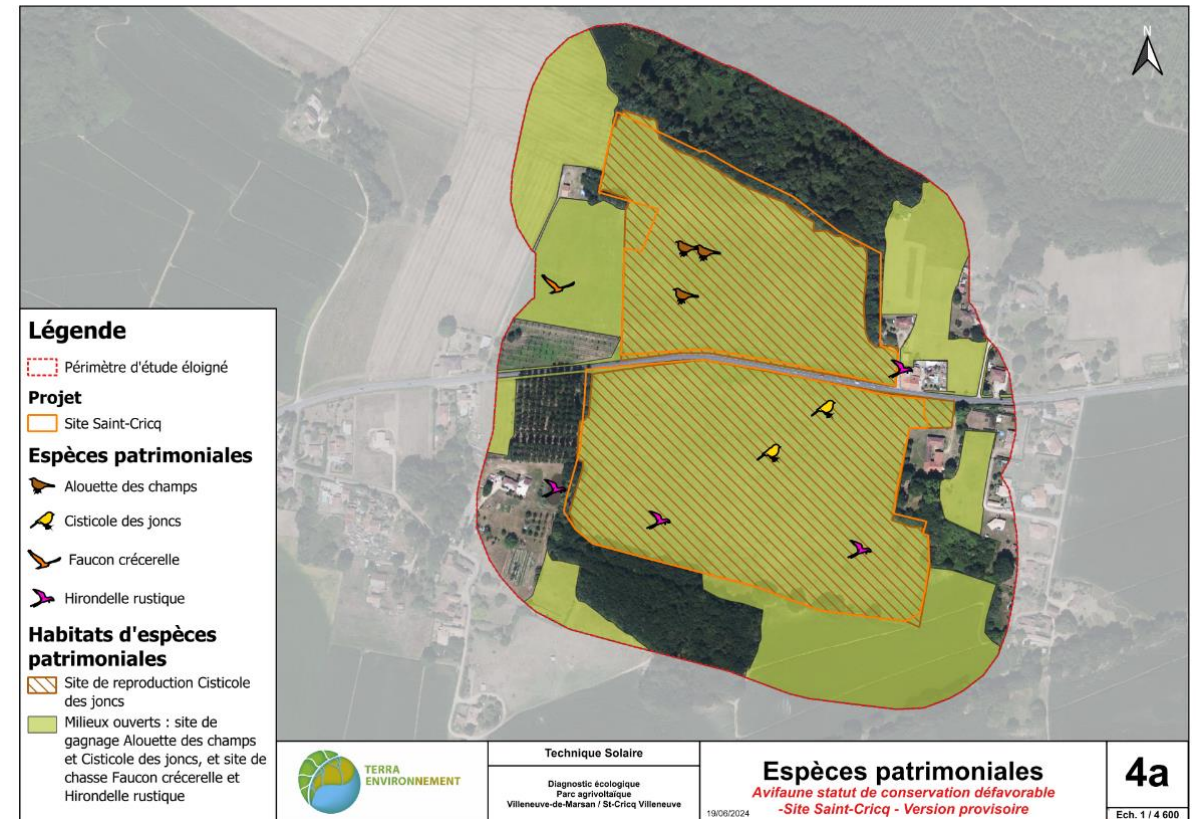 N
Légende
Périmètre d'étude éloigné
Projet
Site Saint-Cricq
Espèces patrimoniales
Alouette des champs
Cisticole des joncs
Faucon crécerelle
Hirondelle rustique
Habitats d'espèces
patrimoniales
Site de reproduction Cisticole
des joncs
Milieux ouverts : site de
gagnage Alouette des champs
et Cisticole des joncs, et site de
chasse Faucon crécerelle et
Hirondelle rustique
TERRA
ENVIRONNEMENT
Technique Solaire
Diagnostic écologique
Parc agrivoltaïque
Villeneuve-de-Marsan / St-Cricq Villeneuve
19/06/2024
Espèces patrimoniales
Avifaune statut de conservation défavorable
-Site Saint-Cricq - Version provisoire
4a
Ech. 1 / 4 600